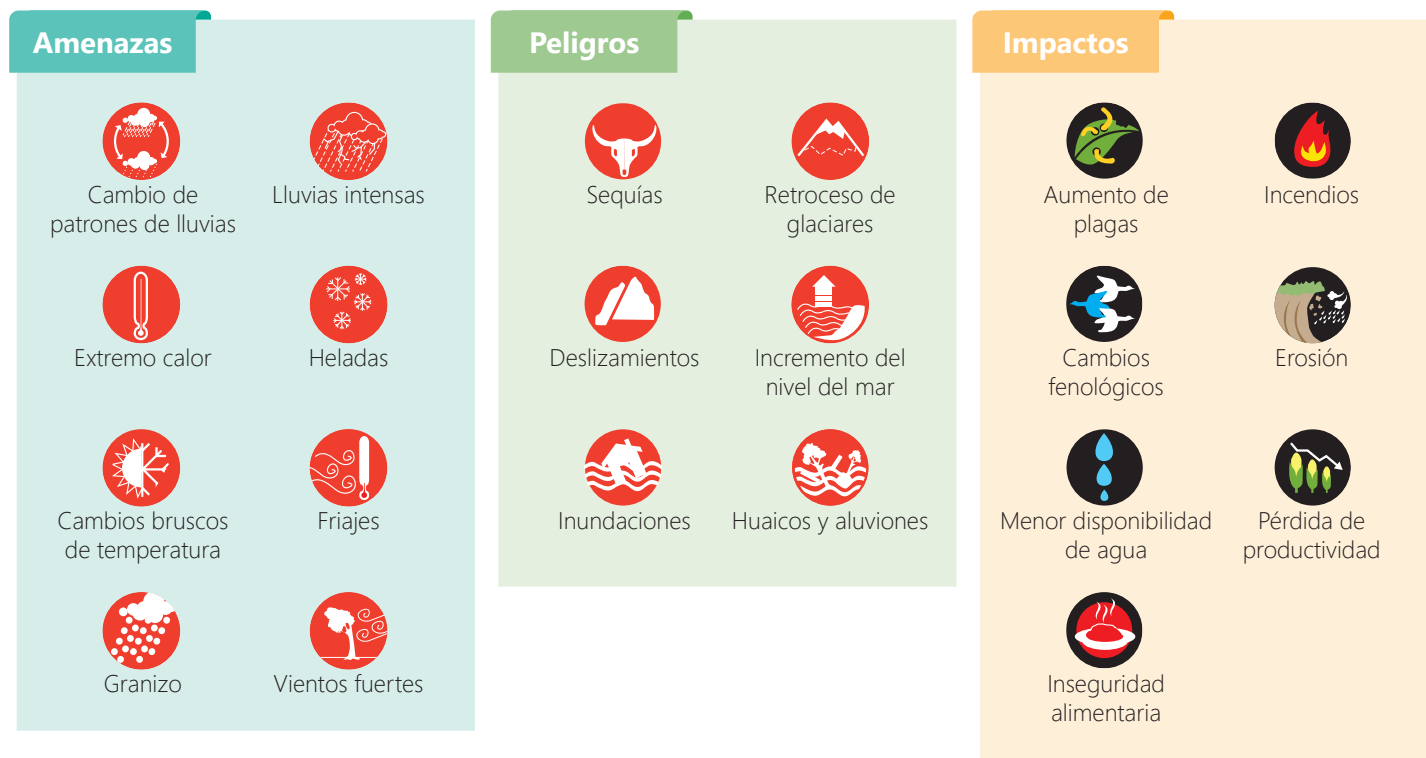 Amenazas
Cambio de
patrones de lluvias
Lluvias intensas
Extremo calor
Heladas
Cambios bruscos
de temperatura
Friajes
Granizo
Vientos fuertes
Peligros
Sequías
Retroceso de
glaciares
Deslizamientos
Incremento del
nivel del mar
Inundaciones
Huaicos y aluviones
Impactos
Aumento de
plagas
Incendios
Cambios
fenológicos
Erosión
Menor disponibilidad
de agua
Pérdida de
productividad
Inseguridad
alimentaria